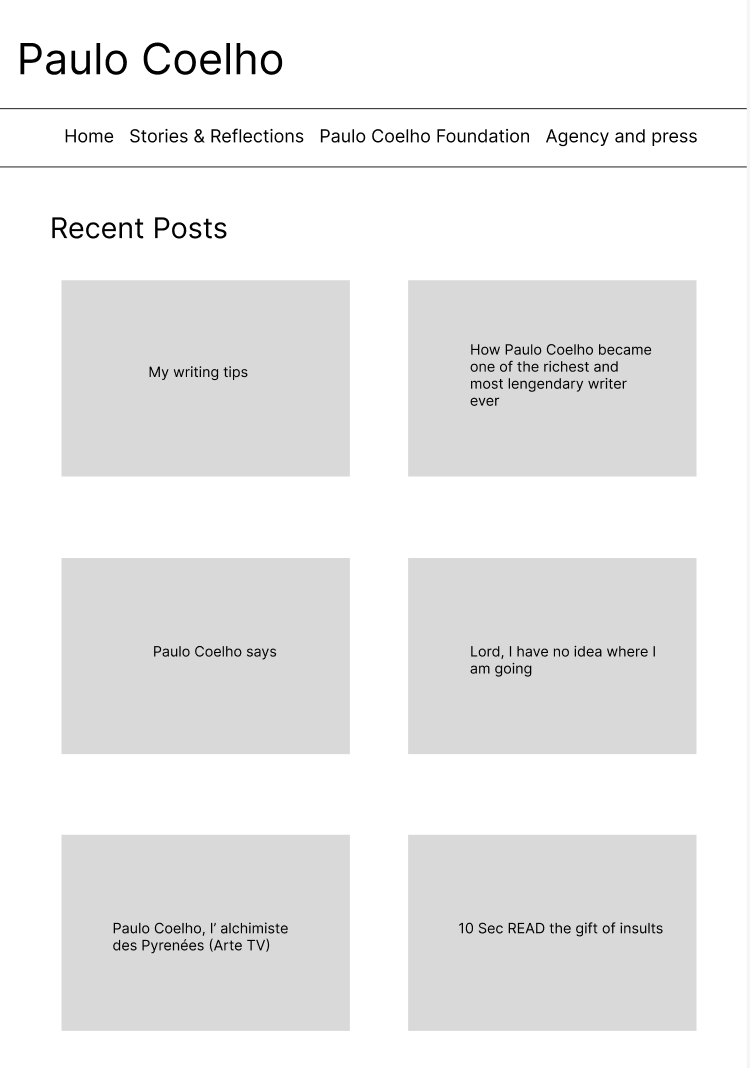 Paulo Coelho
Home Stories & Reflections Paulo Coelho Foundation Agency and press
Recent Posts
My writing tips
How Paulo Coelho became
one of the richest and
most lengendary writer
ever
Paulo Coelho says
Lord, I have no idea where I
am going
Paulo Coelho, l’ alchimiste
des Pyrenées (Arte TV)
10 Sec READ the gift of insults